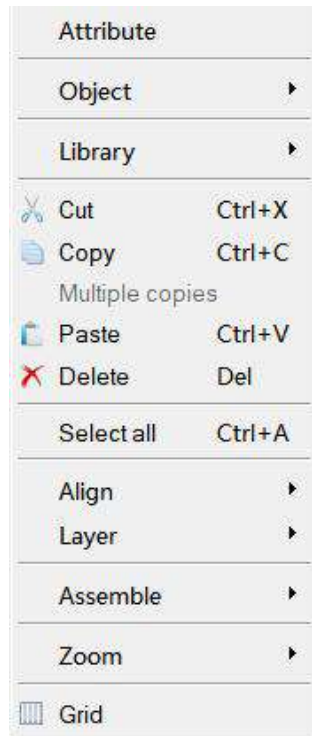 Attribute
Object
Library
Cut Ctrl+X
Copy Ctrl+C
Multiple copies
Paste Ctrl+V
Delete Del
Select all Ctrl+A
Align
Layer
Assemble
Zoom
Grid